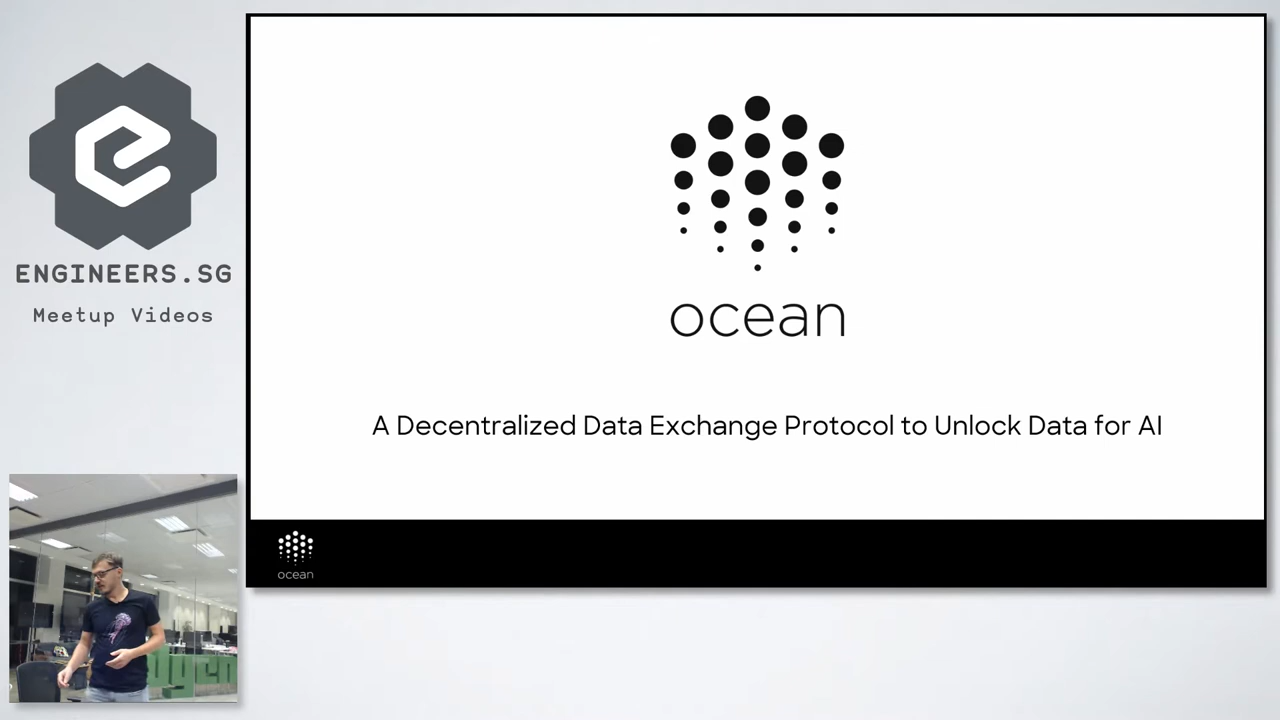 ENGINEERS.SG
Meetup Videos
ocean
A Decentralized Data Exchange Protocol to Unlock Data for AI
ocean